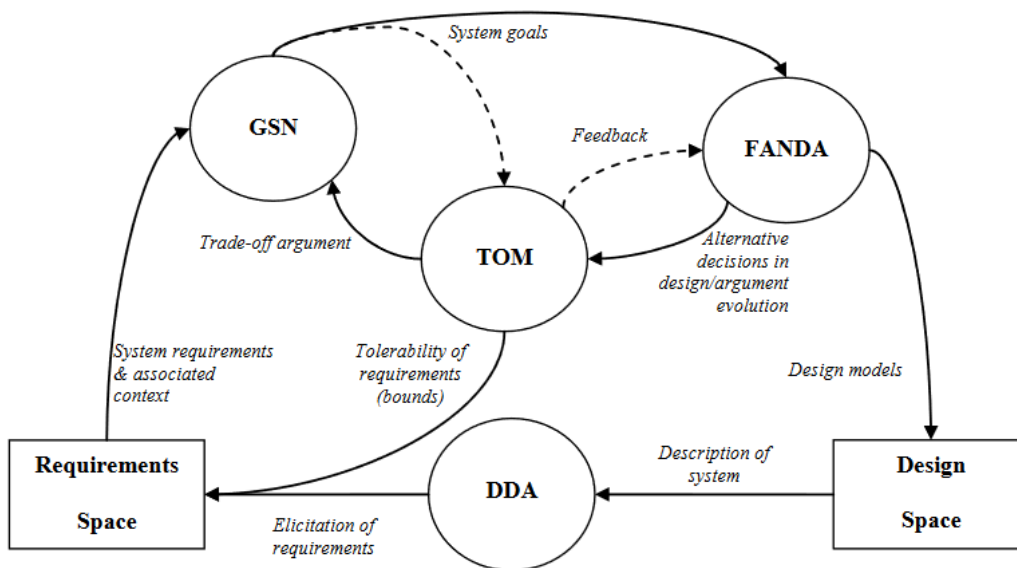 System goals
GSN
Feedback
FANDA
Trade-off argument
TOM
Alternative
decisions in
design/argument
evolution
System requirements
& associated
context
Tolerability of
requirements
(bounds)
Design models
Requirements
Space
Elicitation of
requirements
DDA
Description of
system
Design
Space